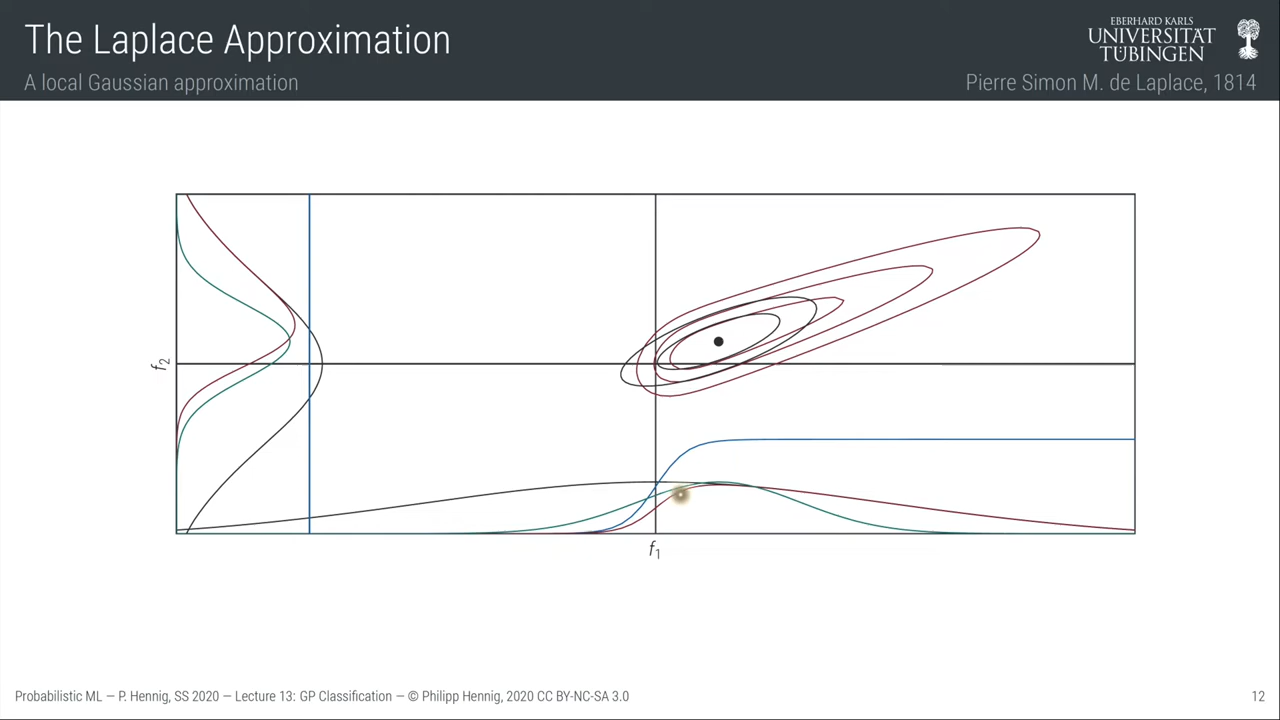 The Laplace Approximation
A local Gaussian approximation
EBERHARD KARLS
UNIVERSITÄT
TÜBINGEN
Pierre Simon M. de Laplace, 1814
f2
f1
Probabilistic ML — P. Hennig, SS 2020 — Lecture 13: GP Classification — © Philipp Hennig, 2020 CC BY-NC-SA 3.0
12